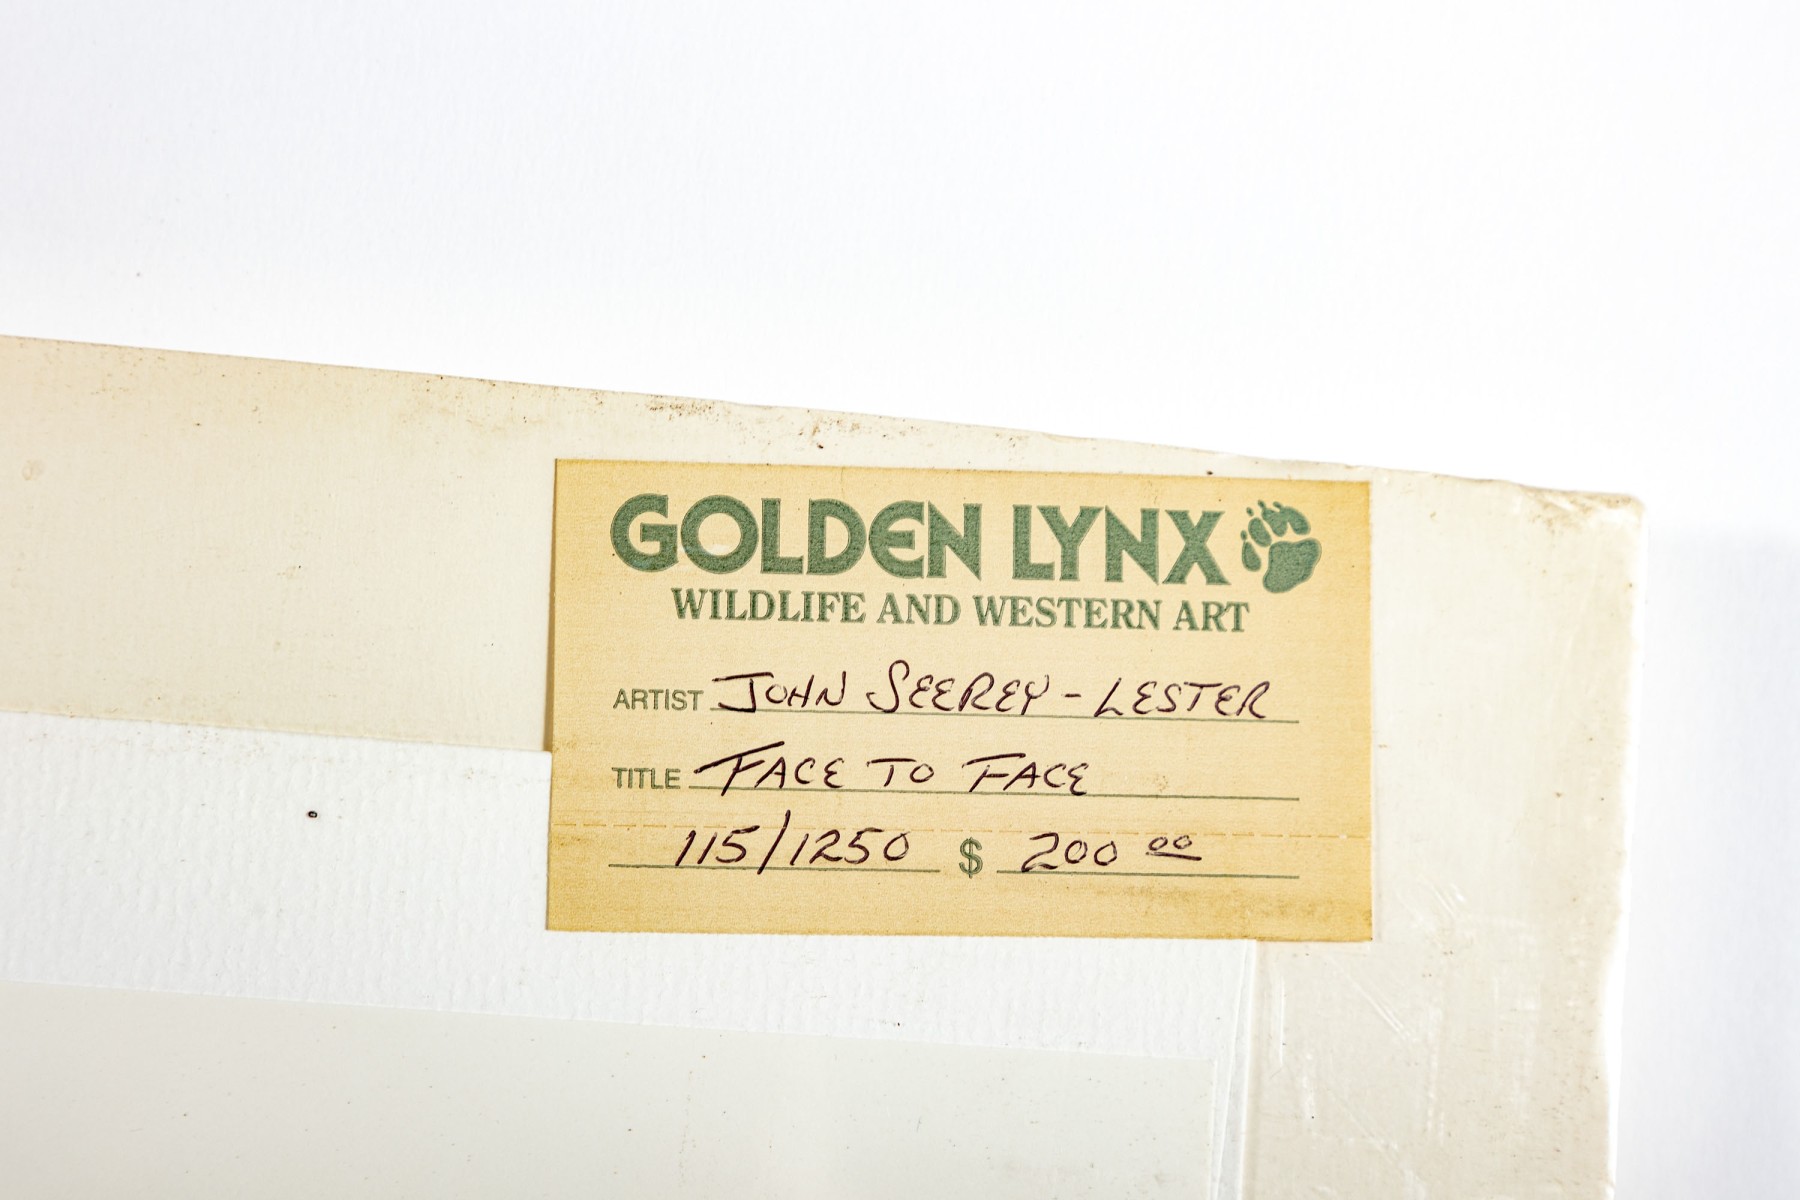 GOLDEN LYNX
WILDLIFE AND WESTERN ART
ARTIST JOHN SEEREY-LESTER
TITLE FACE TO FACE
115/1250 $ 200 00